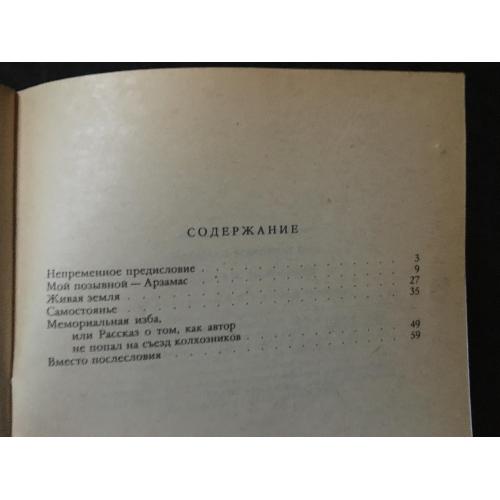 СОДЕРЖАНИЕ
Непременное предисловие . . . . . . . . . . . 3
Мой позывной — Арзамас . . . . . . . . . . . 9
Живая земля . . . . . . . . . . . 27
Самостоянье . . . . . . . . . . . 35
Мемориальная изба,
или Рассказ о том, как автор
не попал на съезд колхозников . . . . . . . . . 49
Вместо послесловия . . . . . . . . . . . 59